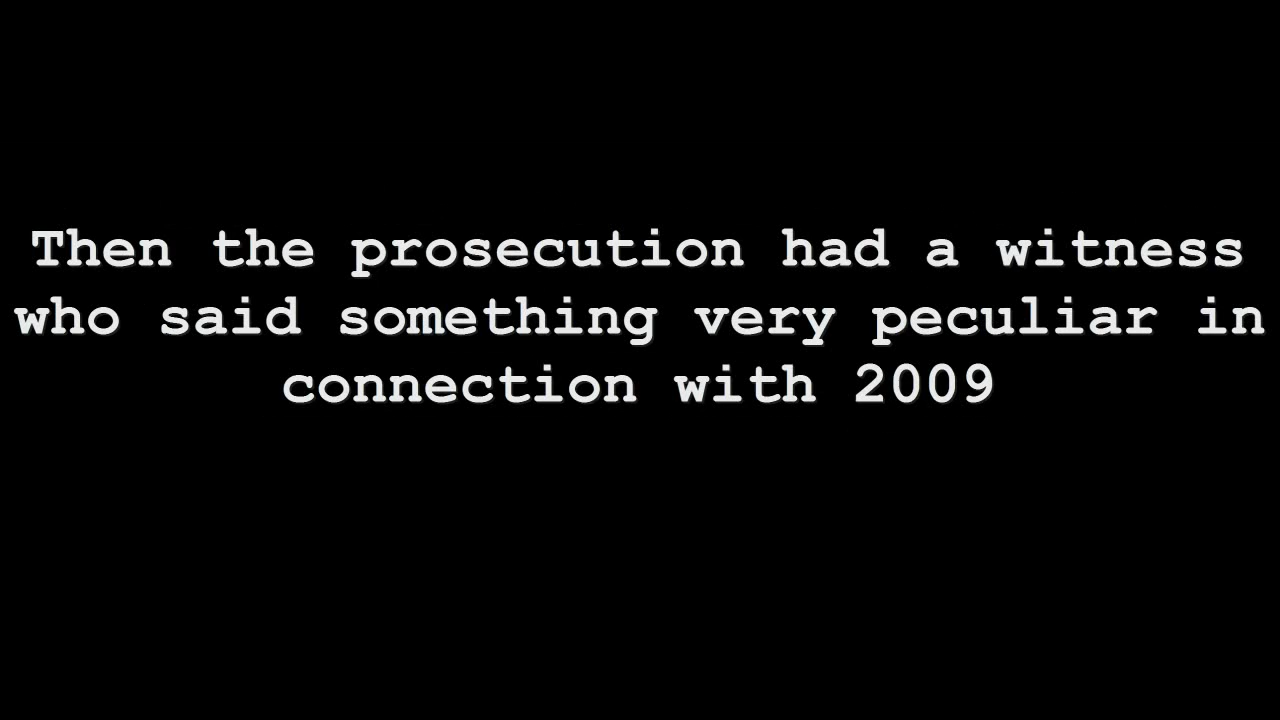 Then the prosecution had a witness
who said something very peculiar in
connection with 2009